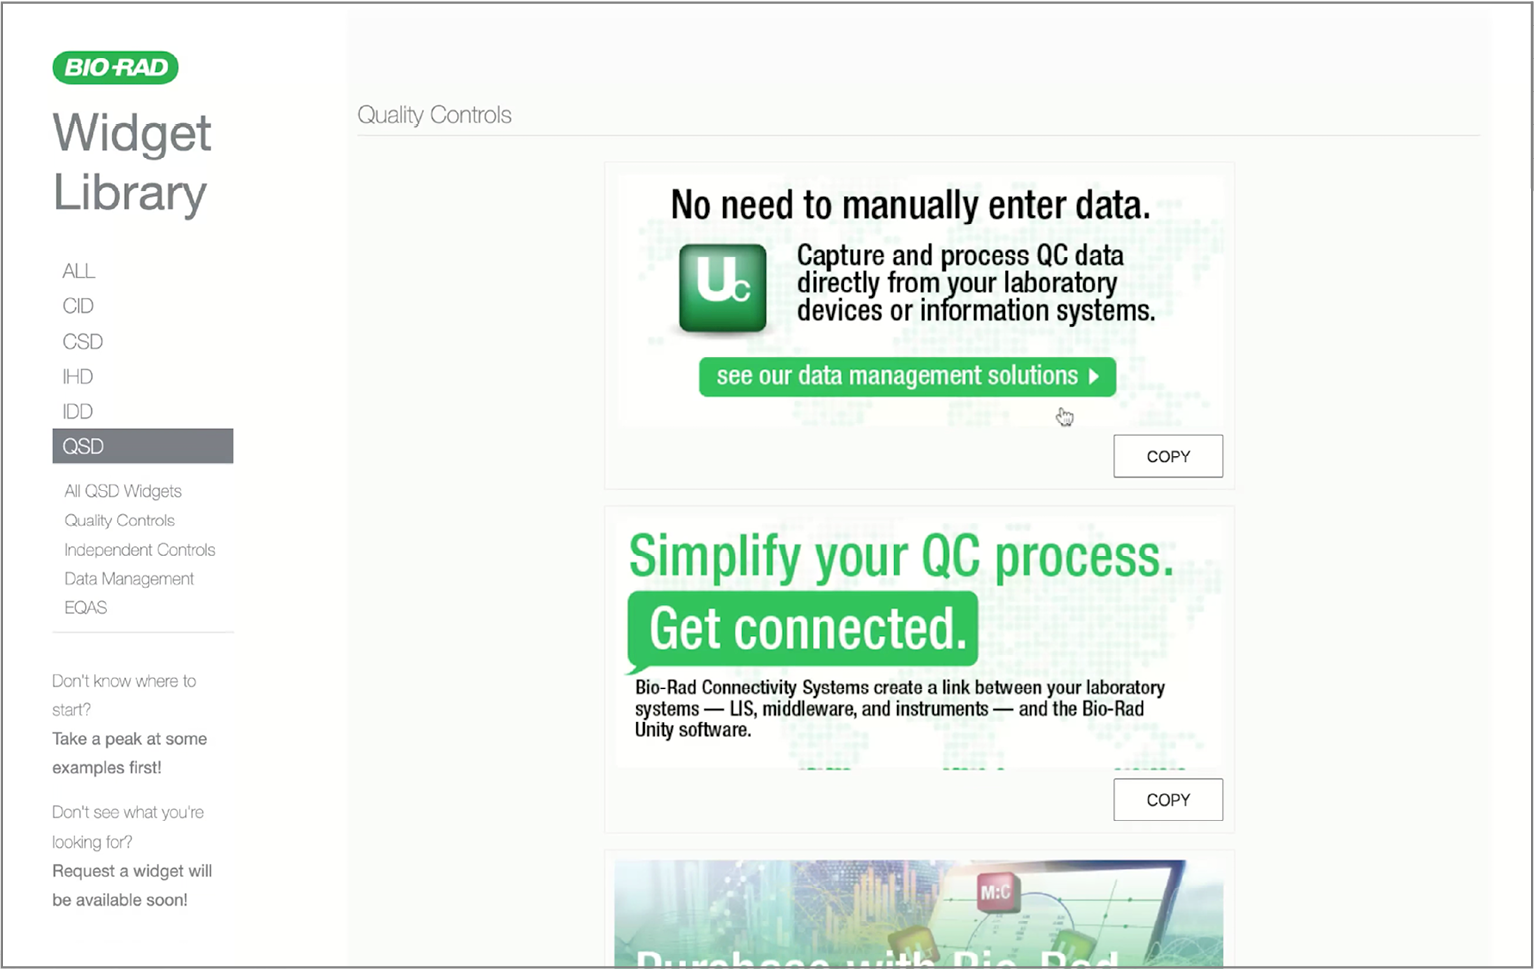 BIO-RAD
Widget
Library
ALL
CID
CSD
IHD
IDD
QSD
All QSD Widgets
Quality Controls
Independent Controls
Data Management
EQAS
Don't know where to
start?
Take a peak at some
examples first!
Don't see what you're
looking for?
Request a widget will
be available soon!
Quality Controls
No need to manually enter data.
Uc
Capture and process QC data
directly from your laboratory
devices or information systems.
see our data management solutions
COPY
Simplify your QC process.
Get connected.
Bio-Rad Connectivity Systems create a link between your laboratory
systems — LIS, middleware, and instruments — and the Bio-Rad
Unity software.
COPY
M:C
Purchase with Bio-Rad